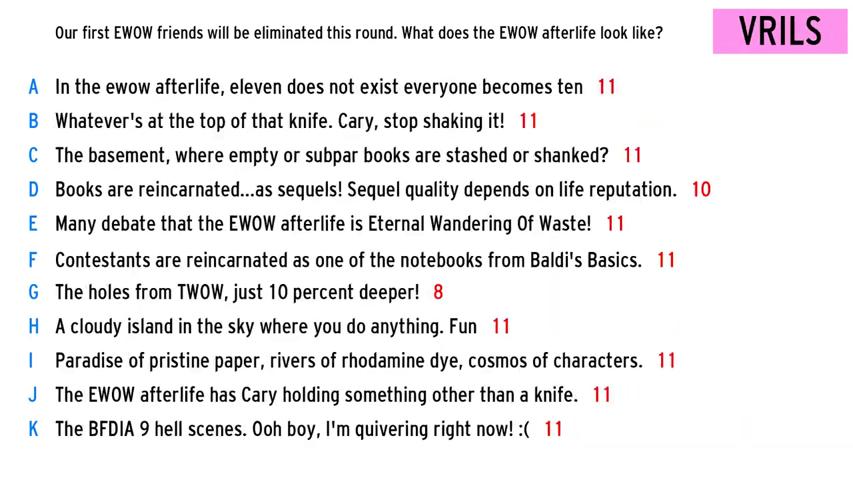 Our first EWOW friends will be eliminated this round. What does the EWOW afterlife look like?
VRILS
A In the ewow afterlife, eleven does not exist everyone becomes ten 11
B Whatever's at the top of that knife. Cary, stop shaking it! 11
C The basement, where empty or subpar books are stashed or shanked? 11
D Books are reincarnated...as sequels! Sequel quality depends on life reputation. 10
E Many debate that the EWOW afterlife is Eternal Wandering Of Waste! 11
F Contestants are reincarnated as one of the notebooks from Baldi's Basics. 11
G The holes from TWOW, just 10 percent deeper! 8
H A cloudy island in the sky where you do anything. Fun 11
I Paradise of pristine paper, rivers of rhodamine dye, cosmos of characters. 11
J The EWOW afterlife has Cary holding something other than a knife. 11
K The BFDIA 9 hell scenes. Ooh boy, I'm quivering right now! :( 11